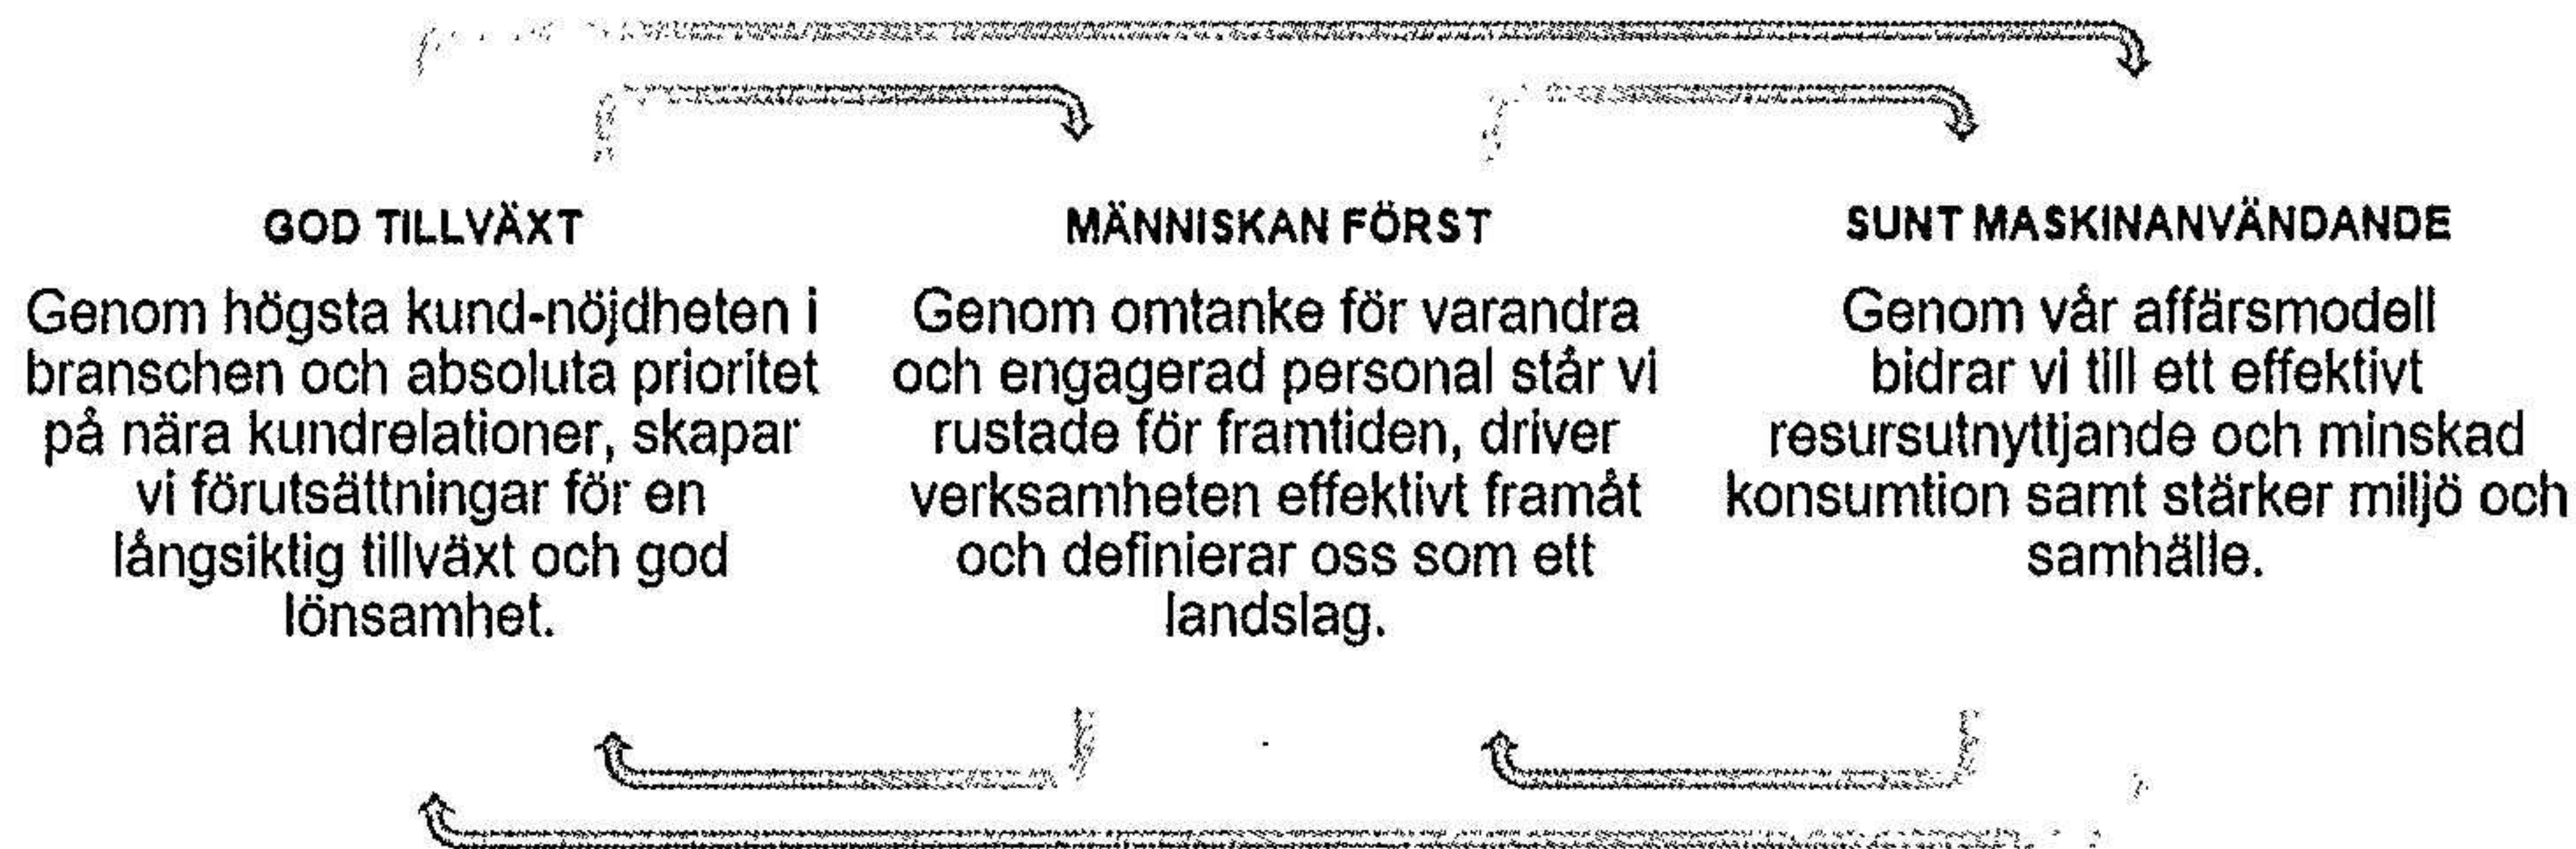 GOD TILLVÄXT
Genom högsta kund-nöjdheten i
branschen och absoluta prioritet
på nära kundrelationer, skapar
vi förutsättningar för en
långsiktig tillväxt och god
lönsamhet.
MÄNNISKAN FÖRST
Genom omtanke för varandra
och engagerad personal står vi
rustade för framtiden, driver
verksamheten effektivt framåt
och definierar oss som ett
landslag.
SUNT MASKINANVÄNDANDE
Genom vår affärsmodell
bidrar vi till ett effektivt
resursutnyttjande och minskad
konsumtion samt stärker miljö och
samhälle.